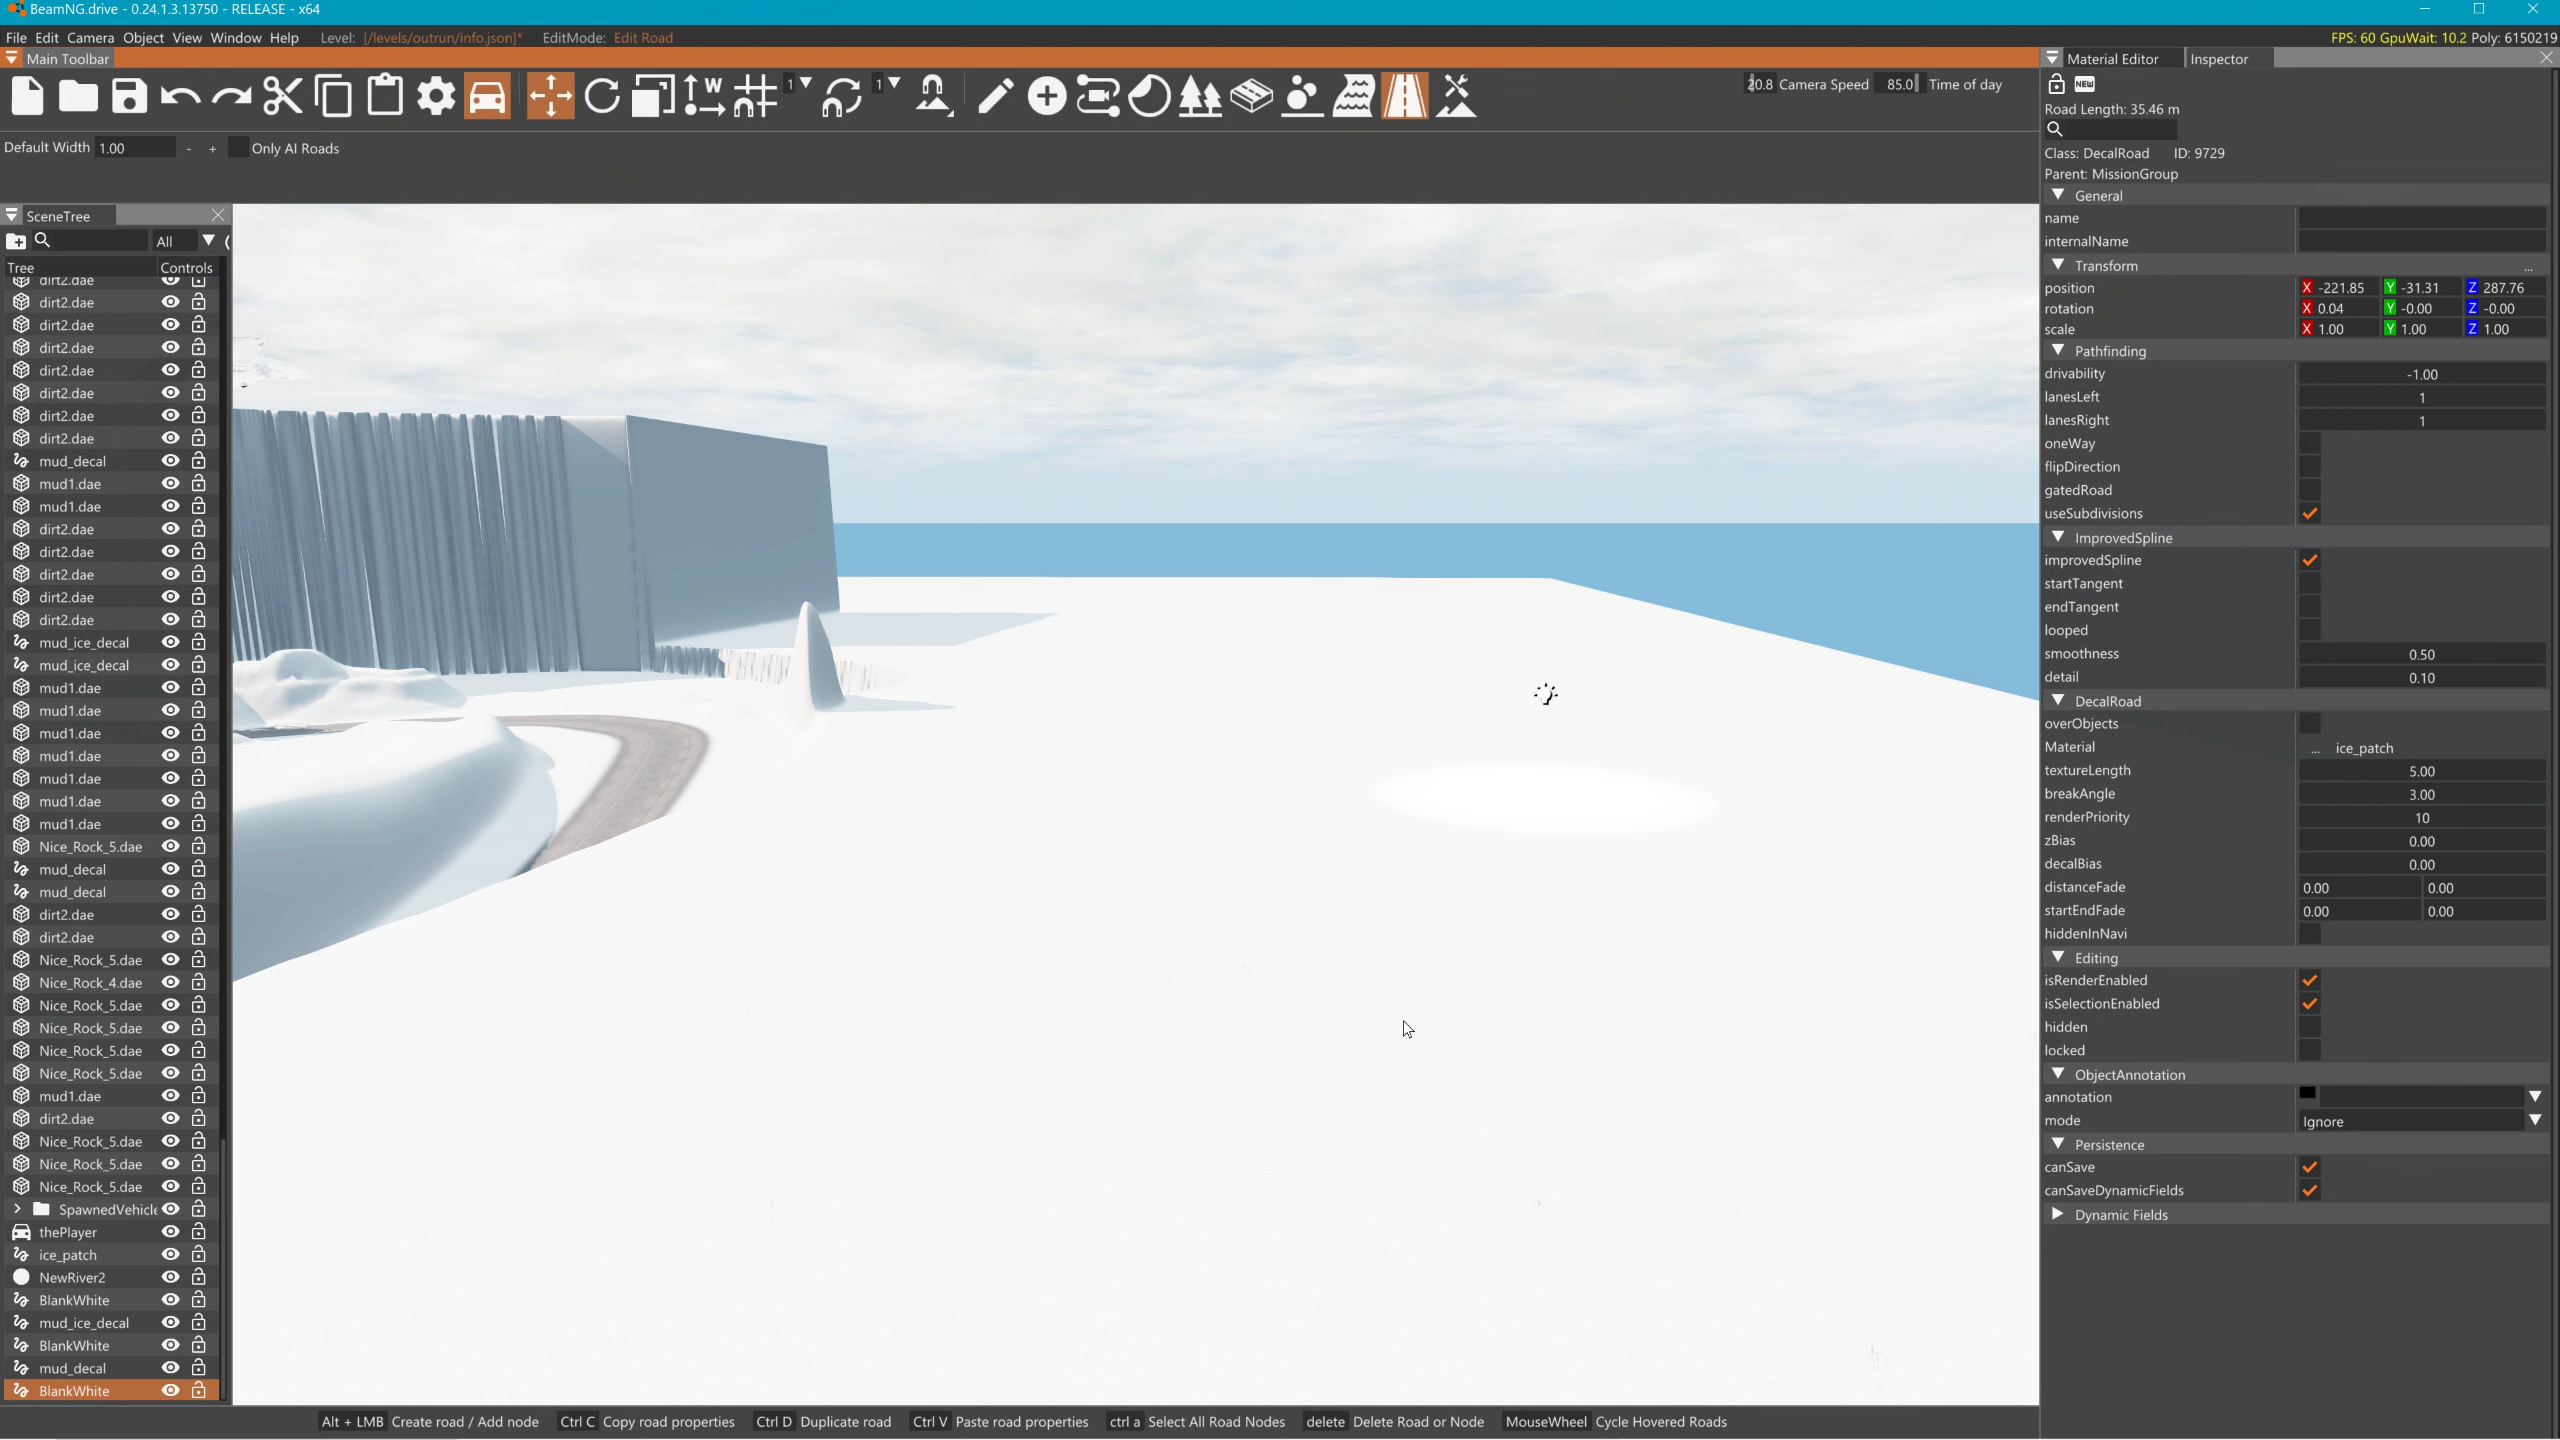 BeamNG.drive - 0.24.1.3.13750 - RELEASE - x64
File Edit Camera Object View Window Help Level: [/levels/outrun/info.json]* EditMode: Edit Road FPS: 60 GpuWait: 10.2 Poly: 6150219
Main Toolbar
W 1 1
20.8 Camera Speed 85.0 Time of day
Default Width 1.00 - + Only AI Roads
SceneTree
All
Tree Controls
dirt2.dae
dirt2.dae
dirt2.dae
dirt2.dae
dirt2.dae
dirt2.dae
dirt2.dae
dirt2.dae
mud_decal
mud1.dae
mud1.dae
dirt2.dae
dirt2.dae
dirt2.dae
dirt2.dae
dirt2.dae
mud_ice_decal
mud_ice_decal
mud1.dae
mud1.dae
mud1.dae
mud1.dae
mud1.dae
mud1.dae
mud1.dae
Nice_Rock_5.dae
mud_decal
mud_decal
dirt2.dae
dirt2.dae
Nice_Rock_5.dae
Nice_Rock_4.dae
Nice_Rock_5.dae
Nice_Rock_5.dae
Nice_Rock_5.dae
Nice_Rock_5.dae
mud1.dae
dirt2.dae
Nice_Rock_5.dae
Nice_Rock_5.dae
Nice_Rock_5.dae
SpawnedVehicle
thePlayer
ice_patch
NewRiver2
BlankWhite
mud_ice_decal
BlankWhite
mud_decal
BlankWhite
Alt + LMB Create road / Add node Ctrl C Copy road properties Ctrl D Duplicate road Ctrl V Paste road properties ctrl a Select All Road Nodes delete Delete Road or Node MouseWheel Cycle Hovered Roads
Material Editor Inspector
NEW
Road Length: 35.46 m
Class: DecalRoad ID: 9729
Parent: MissionGroup
General
name
internalName
Transform ...
position X -221.85 Y -31.31 Z 287.76
rotation X 0.04 Y -0.00 Z -0.00
scale X 1.00 Y 1.00 Z 1.00
Pathfinding
drivability -1.00
lanesLeft 1
lanesRight 1
oneWay
flipDirection
gatedRoad
useSubdivisions
ImprovedSpline
improvedSpline
startTangent
endTangent
looped
smoothness 0.50
detail 0.10
DecalRoad
overObjects
Material ... ice_patch
textureLength 5.00
breakAngle 3.00
renderPriority 10
zBias 0.00
decalBias 0.00
distanceFade 0.00 0.00
startEndFade 0.00 0.00
hiddenInNavi
Editing
isRenderEnabled
isSelectionEnabled
hidden
locked
ObjectAnnotation
annotation
mode Ignore
Persistence
canSave
canSaveDynamicFields
Dynamic Fields